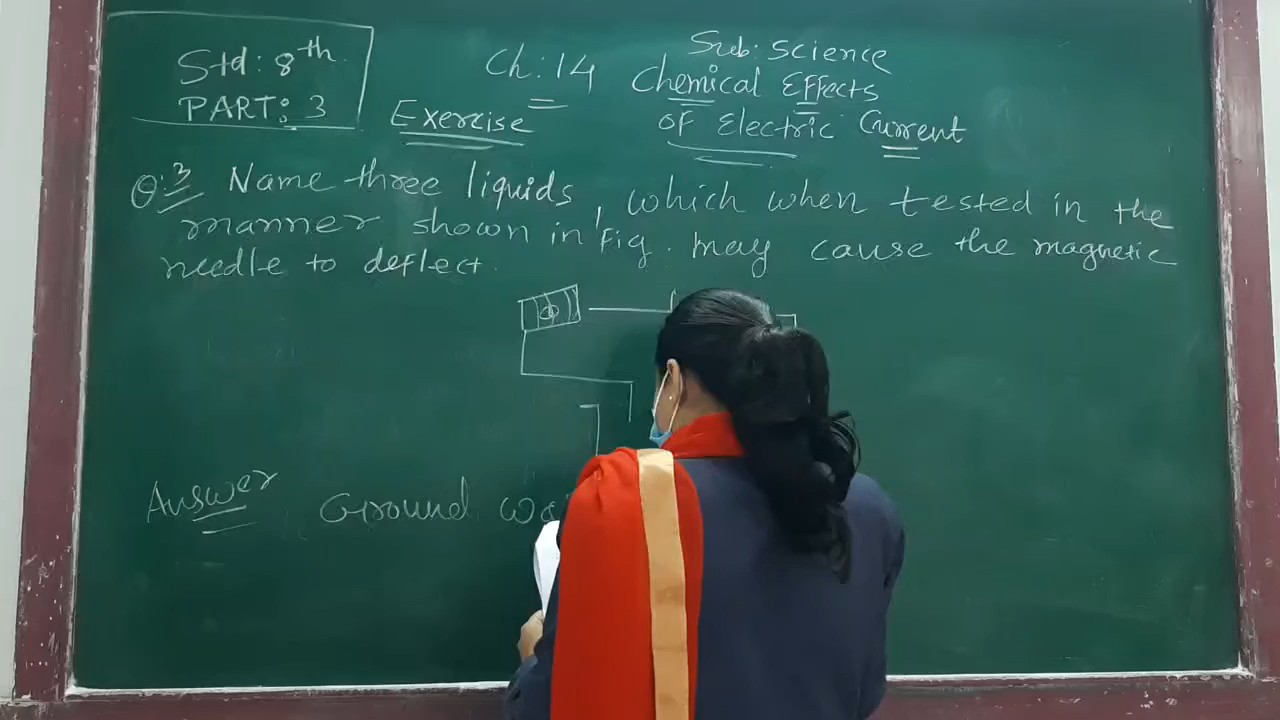 Std: 8th.
PART: 3
Ch: 14
Sub: Science
Chemical Effects
of Electric Current
Exercise
Q:3 Name three liquids, which when tested in the
manner shown in Fig. may cause the magnetic
needle to deflect.
Answer Ground